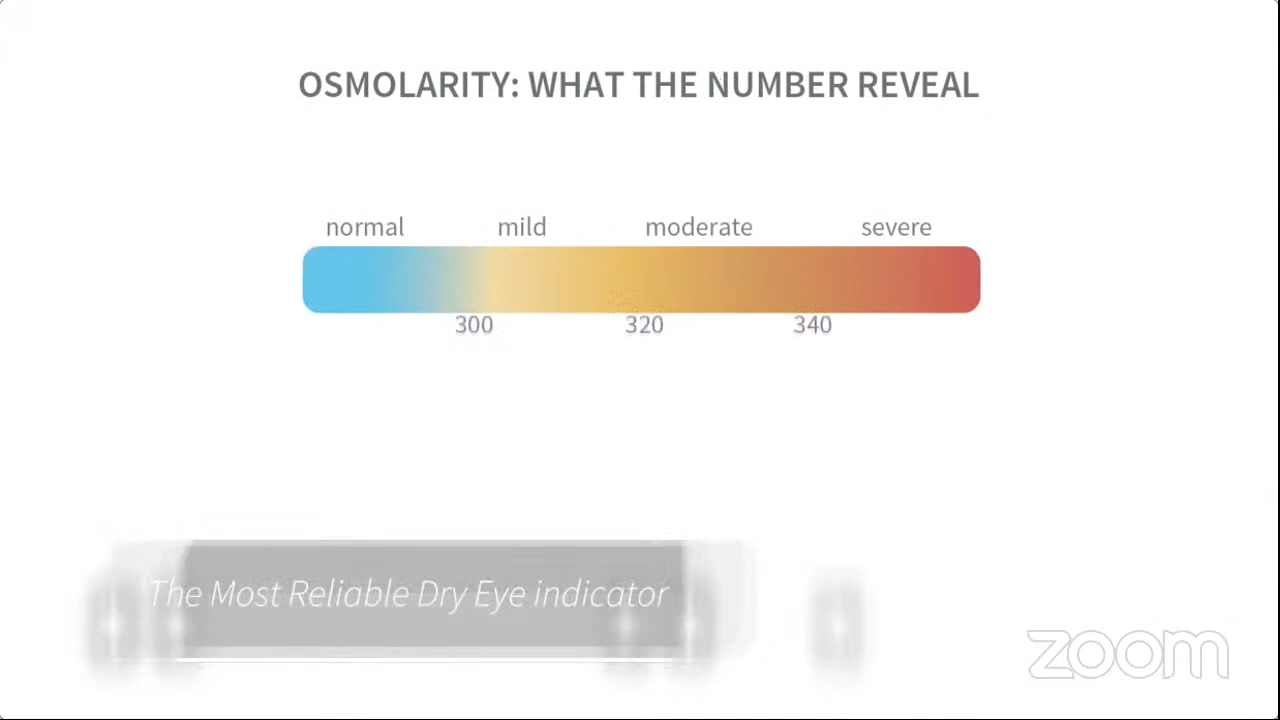 OSMOLARITY: WHAT THE NUMBER REVEAL
normal mild moderate severe
300 320 340
The Most Reliable Dry Eye indicator
zoom